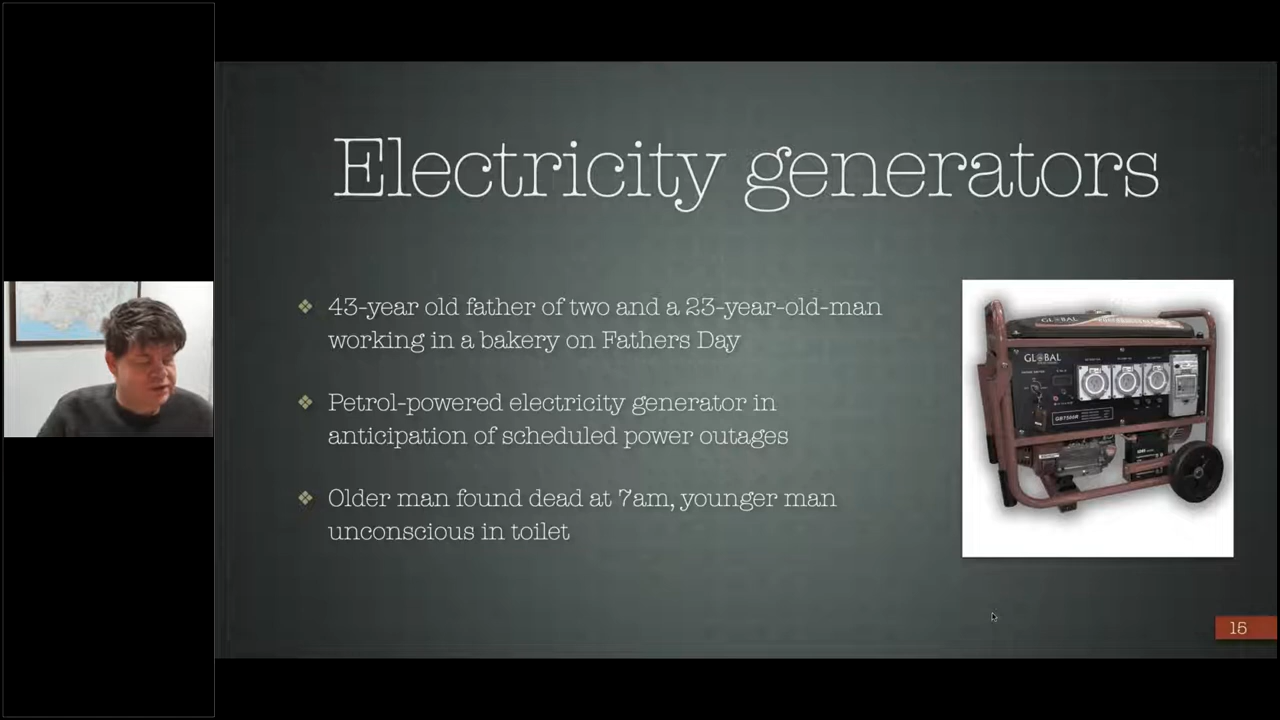 Electricity generators
43-year old father of two and a 23-year-old-man
working in a bakery on Fathers Day
Petrol-powered electricity generator in
anticipation of scheduled power outages
Older man found dead at 7am, younger man
unconscious in toilet
GLOBAL
GLOBAL
15